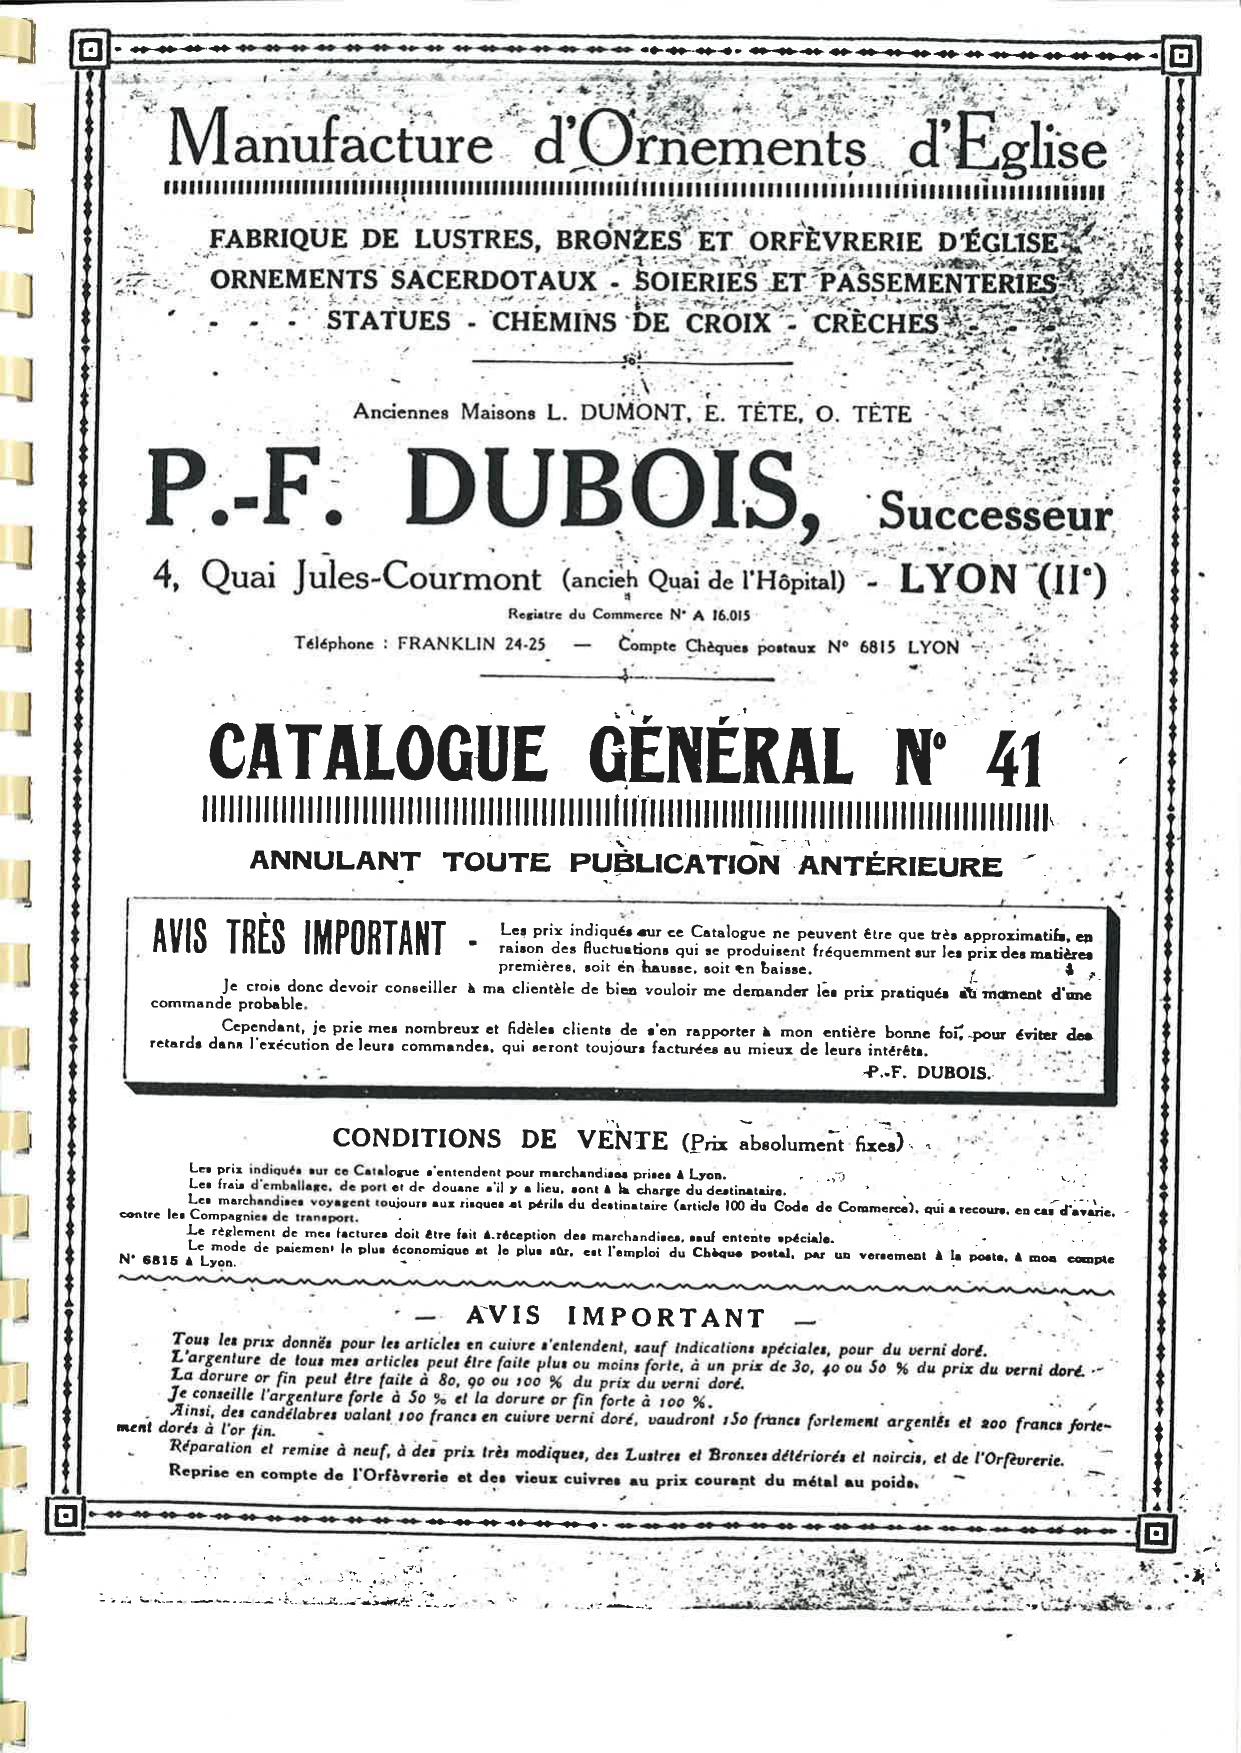 Manufacture d'Ornements d'Eglise
FABRIQUE DE LUSTRES, BRONZES ET ORFÈVRERIE D'ÉGLISE
ORNEMENTS SACERDOTAUX - SOIERIES ET PASSEMENTERIES
- - - STATUES - CHEMINS DE CROIX - CRÈCHES - - -
Anciennes Maisons L. DUMONT, E. TÊTE, O. TÊTE
P.-F. DUBOIS, Successeur
4, Quai Jules-Courmont (ancien Quai de l'Hôpital) - LYON (IIe)
Registre du Commerce N° A 16.015
Téléphone : FRANKLIN 24-25 — Compte Chèques postaux N° 6815 LYON
CATALOGUE GÉNÉRAL N° 41
ANNULANT TOUTE PUBLICATION ANTÉRIEURE
AVIS TRÈS IMPORTANT - Les prix indiqués sur ce Catalogue ne peuvent être que très approximatifs, en
raison des fluctuations qui se produisent fréquemment sur les prix des matières
premières, soit en hausse, soit en baisse.
Je crois donc devoir conseiller à ma clientèle de bien vouloir me demander les prix pratiqués au moment d'une
commande probable.
Cependant, je prie mes nombreux et fidèles clients de s'en rapporter à mon entière bonne foi, pour éviter des
retards dans l'exécution de leurs commandes, qui seront toujours facturées au mieux de leurs intérêts.
P.-F. DUBOIS.
CONDITIONS DE VENTE (Prix absolument fixes)
Les prix indiqués sur ce Catalogue s'entendent pour marchandises prises à Lyon.
Les frais d'emballage, de port et de douane s'il y a lieu, sont à la charge du destinataire.
Les marchandises voyagent toujours aux risques et périls du destinataire (article 100 du Code de Commerce), qui a recours, en cas d'avarie,
contre les Compagnies de transport.
Le règlement de mes factures doit être fait à réception des marchandises, sauf entente spéciale.
Le mode de paiement le plus économique et le plus sûr, est l'emploi du Chèque postal, par un versement à la poste, à mon compte
N° 6815 à Lyon.
— AVIS IMPORTANT —
Tous les prix donnés pour les articles en cuivre s'entendent, sauf indications spéciales, pour du verni doré.
L'argenture de tous mes articles peut être faite plus ou moins forte, à un prix de 30, 40 ou 50 % du prix du verni doré.
La dorure or fin peut être faite à 80, 90 ou 100 % du prix du verni doré.
Je conseille l'argenture forte à 50 % et la dorure or fin forte à 100 %.
Ainsi, des candélabres valant 100 francs en cuivre verni doré, vaudront 150 francs fortement argentés et 200 francs forte-
ment dorés à l'or fin.
Réparation et remise à neuf, à des prix très modiques, des Lustres et Bronzes détériorés et noircis, et de l'Orfèvrerie.
Reprise en compte de l'Orfèvrerie et des vieux cuivres au prix courant du métal au poids.